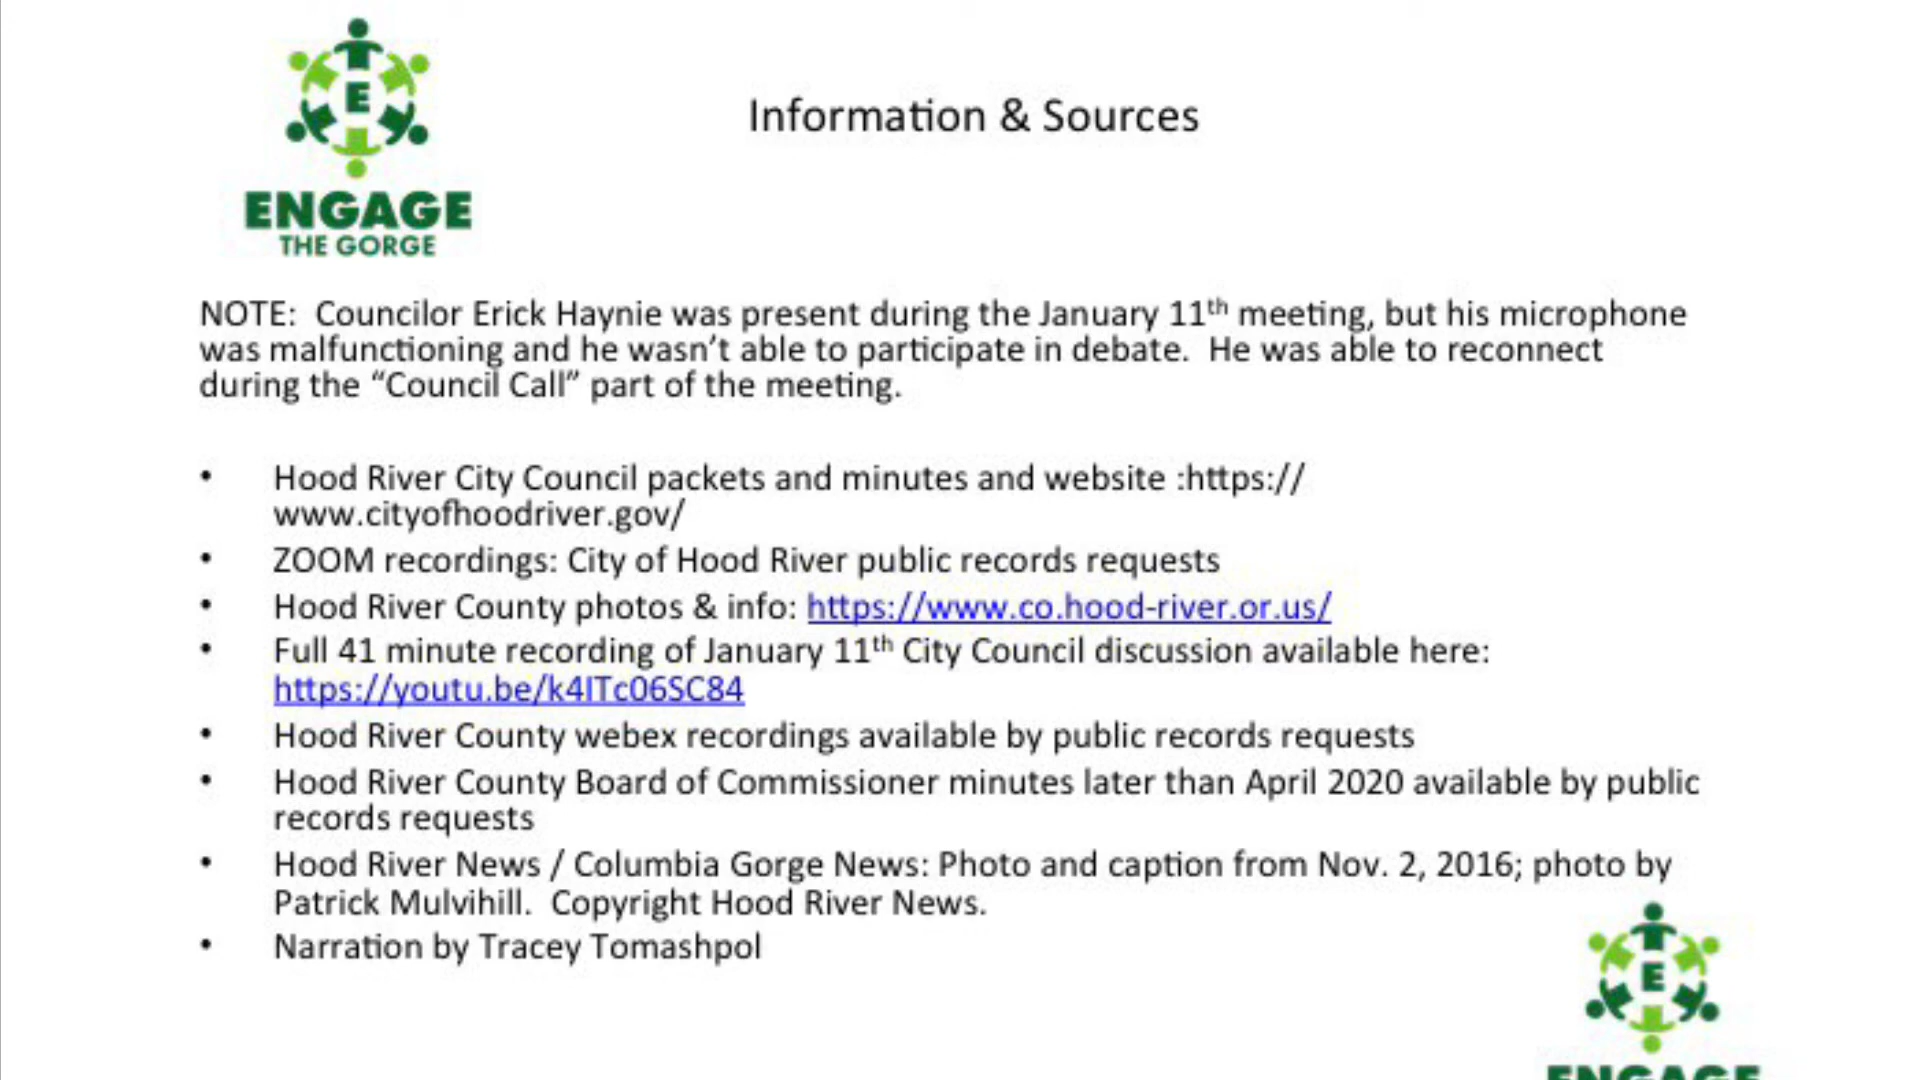 E
ENGAGE
THE GORGE
Information & Sources
NOTE:  Councilor Erick Haynie was present during the January 11th meeting, but his microphone
was malfunctioning and he wasn’t able to participate in debate.  He was able to reconnect
during the “Council Call” part of the meeting.
• Hood River City Council packets and minutes and website :https://
www.cityofhoodriver.gov/
• ZOOM recordings: City of Hood River public records requests
• Hood River County photos & info: https://www.co.hood-river.or.us/
• Full 41 minute recording of January 11th City Council discussion available here:
https://youtu.be/k4ITc06SC84
• Hood River County webex recordings available by public records requests
• Hood River County Board of Commissioner minutes later than April 2020 available by public
records requests
• Hood River News / Columbia Gorge News: Photo and caption from Nov. 2, 2016; photo by
Patrick Mulvihill.  Copyright Hood River News.
• Narration by Tracey Tomashpol
E
ENGAGE